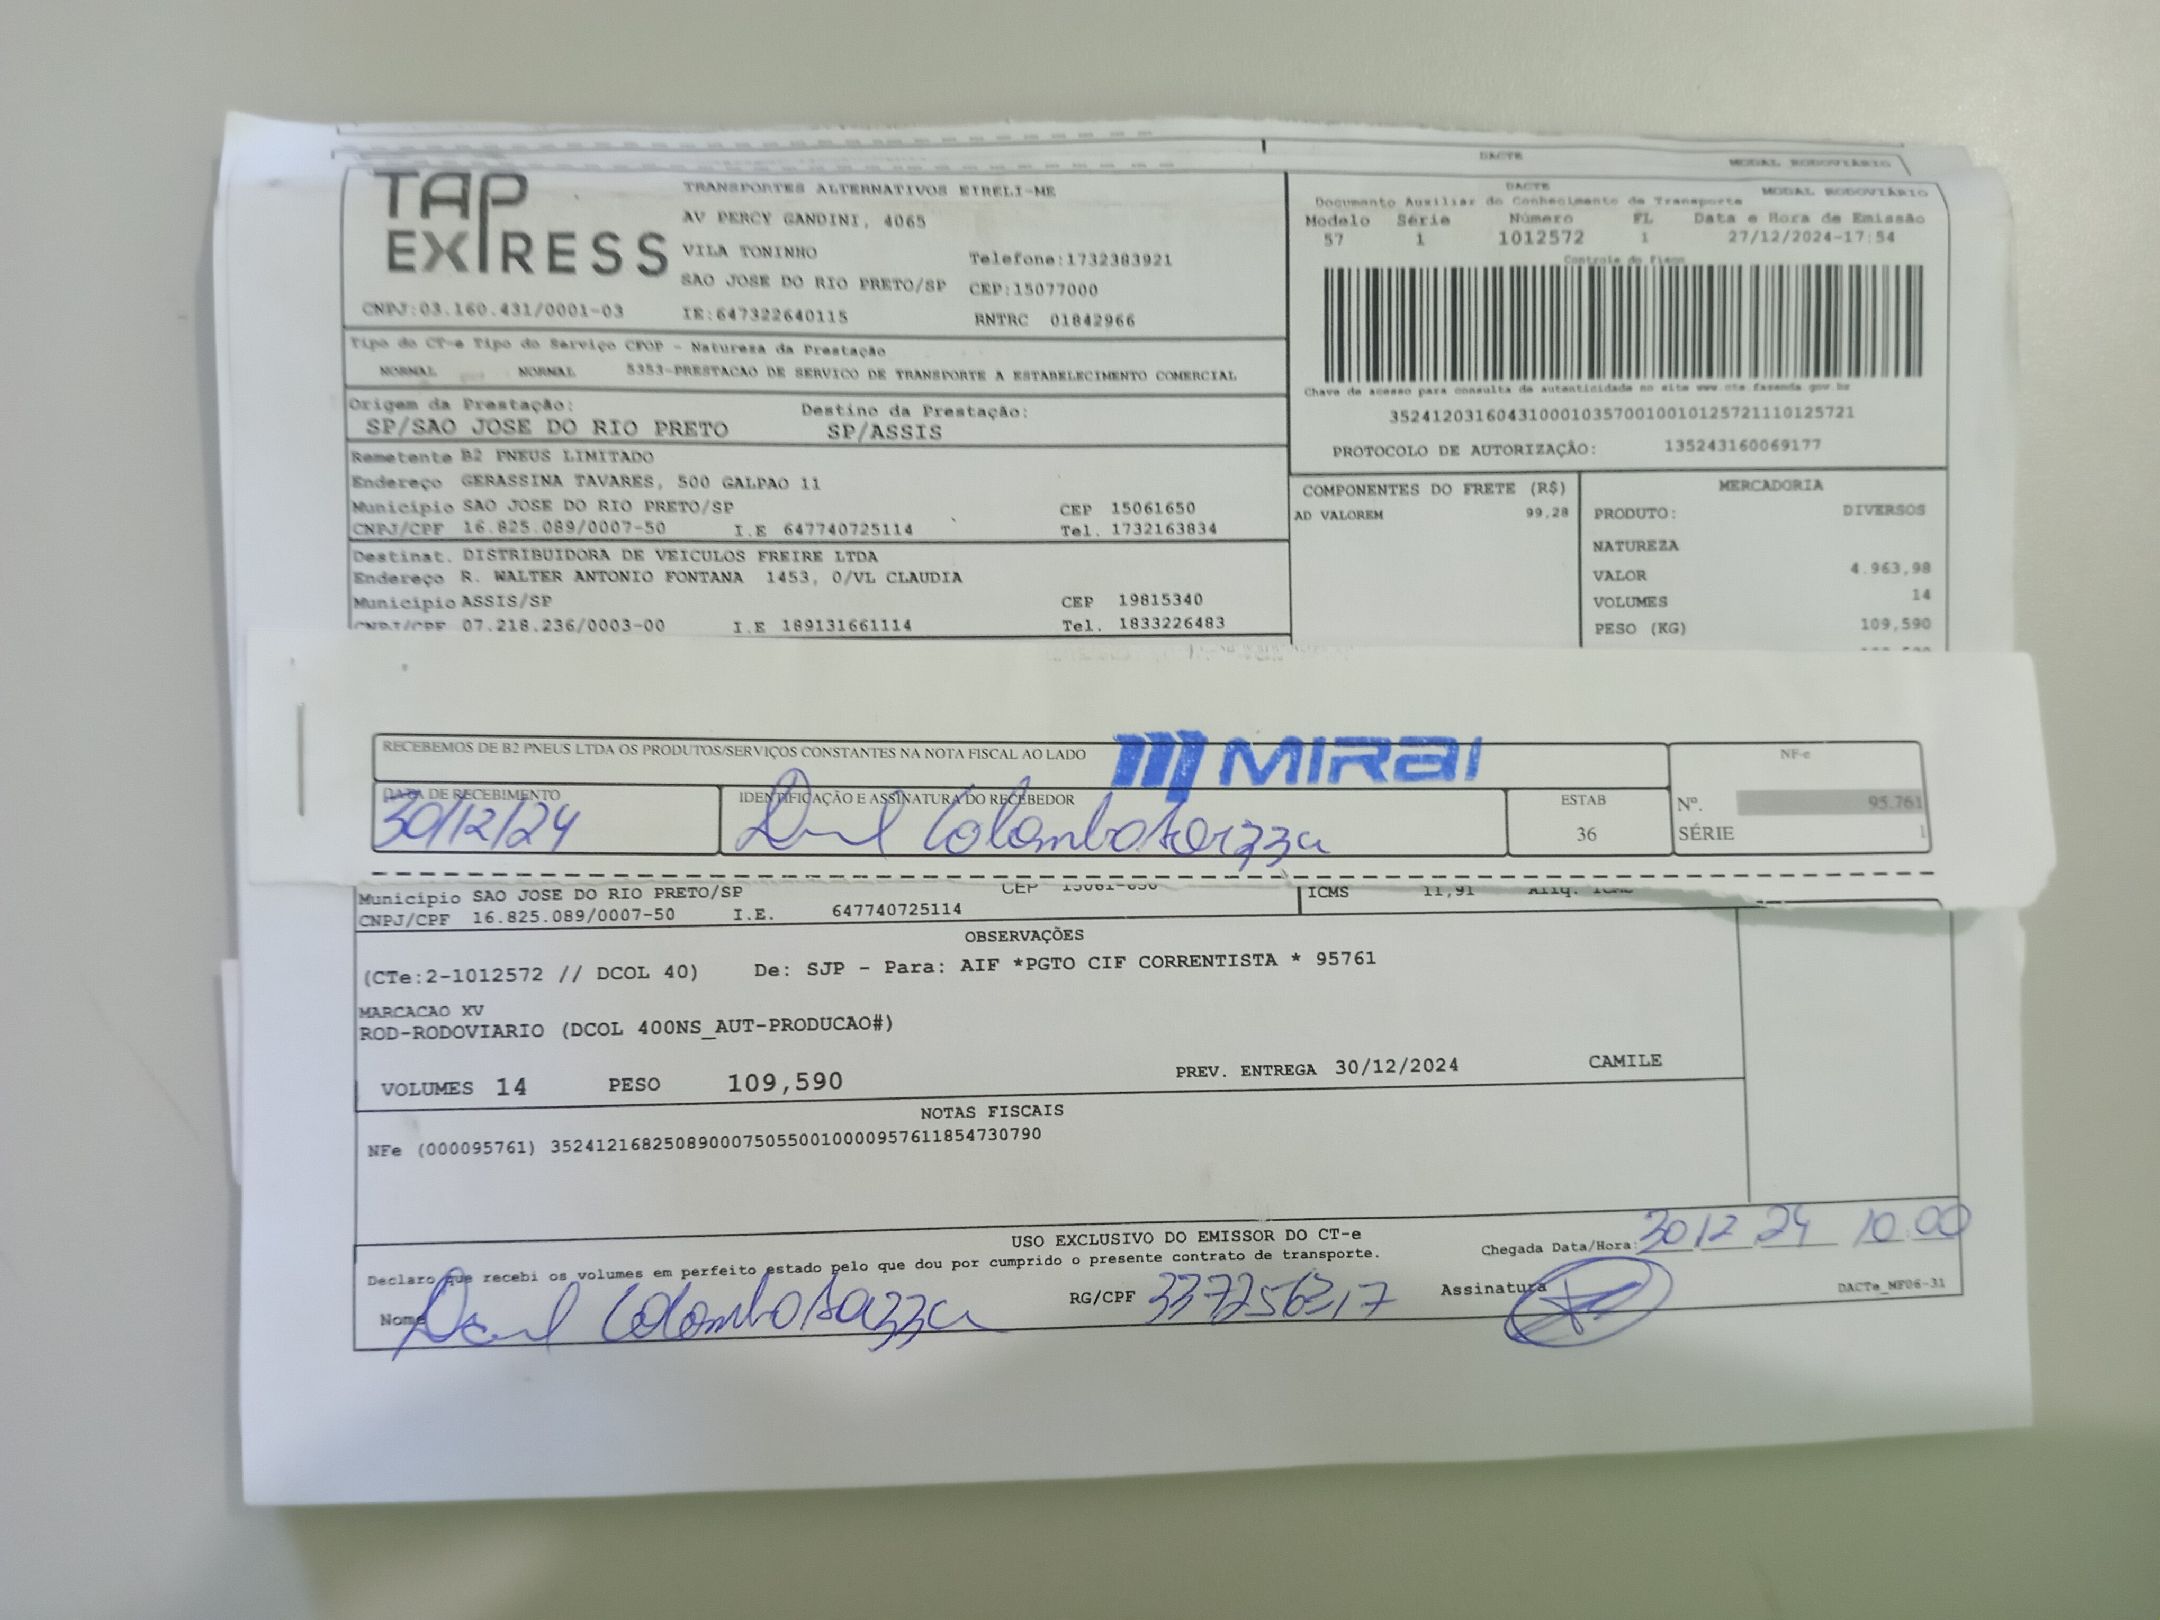 DACTE MODAL RODOVIÁRIO
TAP EXPRESS
TRANSPORTES ALTERNATIVOS EIRELI-ME
AV PERCY GANDINI, 4065
VILA TONINHO Telefone:1732383921
SAO JOSE DO RIO PRETO/SP CEP:15077000
CNPJ:03.160.431/0001-03 IE:647322640115 RNTRC 01842966
DACTE MODAL RODOVIÁRIO
Documento Auxiliar do Conhecimento de Transporte
Modelo Série Número FL Data e Hora de Emissão
57 1 1012572 1 27/12/2024-17:54
Controle do Fisco
Chave de acesso para consulta de autenticidade no site www.cte.fazenda.gov.br
35241203160431000103570010010125721110125721
PROTOCOLO DE AUTORIZAÇÃO: 135243160069177
Tipo do CT-e Tipo do Serviço CFOP - Natureza da Prestação
NORMAL NORMAL 5353-PRESTACAO DE SERVICO DE TRANSPORTE A ESTABELECIMENTO COMERCIAL
Origem da Prestação: Destino da Prestação:
SP/SAO JOSE DO RIO PRETO SP/ASSIS
Remetente B2 PNEUS LIMITADO
Endereço GERASSINA TAVARES, 500 GALPAO 11
Município SAO JOSE DO RIO PRETO/SP CEP 15061650
CNPJ/CPF 16.825.089/0007-50 I.E 647740725114 Tel. 1732163834
Destinat. DISTRIBUIDORA DE VEICULOS FREIRE LTDA
Endereço R. WALTER ANTONIO FONTANA 1453, 0/VL CLAUDIA
Município ASSIS/SP CEP 19815340
CNPJ/CPF 07.218.236/0003-00 I.E 189131661114 Tel. 1833226483
COMPONENTES DO FRETE (R$)
AD VALOREM 99,28
MERCADORIA
PRODUTO: DIVERSOS
NATUREZA
VALOR 4.963,98
VOLUMES 14
PESO (KG) 109,590
RECEBEMOS DE B2 PNEUS LTDA OS PRODUTOS/SERVIÇOS CONSTANTES NA NOTA FISCAL AO LADO
MIRAI
NF-e
DATA DE RECEBIMENTO IDENTIFICAÇÃO E ASSINATURA DO RECEBEDOR ESTAB Nº. 95.761
30/12/24 Colombo 36 SÉRIE 1
Município SAO JOSE DO RIO PRETO/SP CEP 15061-650 ICMS 11,91 Alíq. ICMS
CNPJ/CPF 16.825.089/0007-50 I.E. 647740725114
OBSERVAÇÕES
(CTe:2-1012572 // DCOL 40) De: SJP - Para: AIF *PGTO CIF CORRENTISTA * 95761
MARCACAO XV
ROD-RODOVIARIO (DCOL 400NS_AUT-PRODUCAO#)
VOLUMES 14 PESO 109,590 PREV. ENTREGA 30/12/2024 CAMILE
NOTAS FISCAIS
NFe (000095761) 35241216825089000750550010000957611854730790
USO EXCLUSIVO DO EMISSOR DO CT-e
Declaro que recebi os volumes em perfeito estado pelo que dou por cumprido o presente contrato de transporte.
Chegada Data/Hora: 30 12 24 10:00
Nome Colombo RG/CPF Assinatura
DACTe_MF06-31